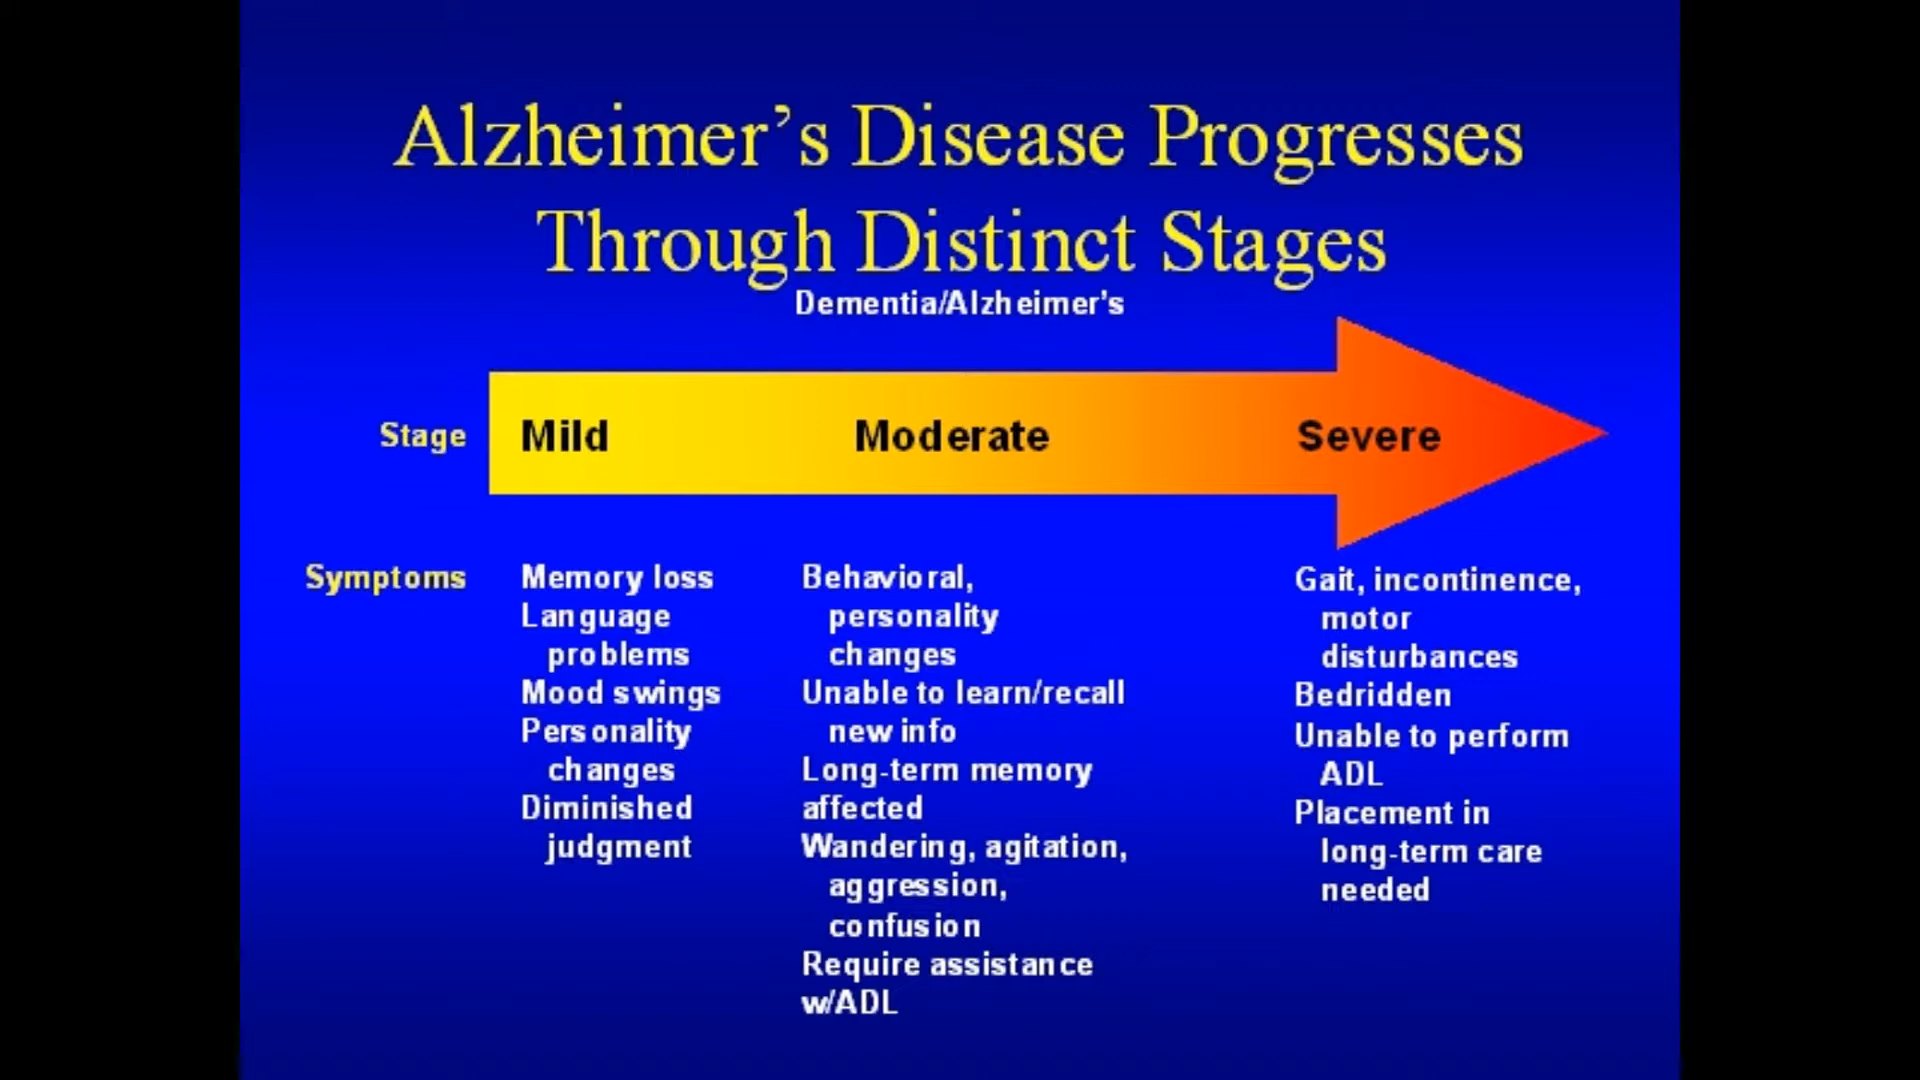 Alzheimer's Disease Progresses
Through Distinct Stages
Dementia/Alzheimer's
Stage
Mild
Moderate
Severe
Symptoms
Memory loss
Language
problems
Mood swings
Personality
changes
Diminished
judgment
Behavioral,
personality
changes
Unable to learn/recall
new info
Long-term memory
affected
Wandering, agitation,
aggression,
confusion
Require assistance
w/ADL
Gait, incontinence,
motor
disturbances
Bedridden
Unable to perform
ADL
Placement in
long-term care
needed